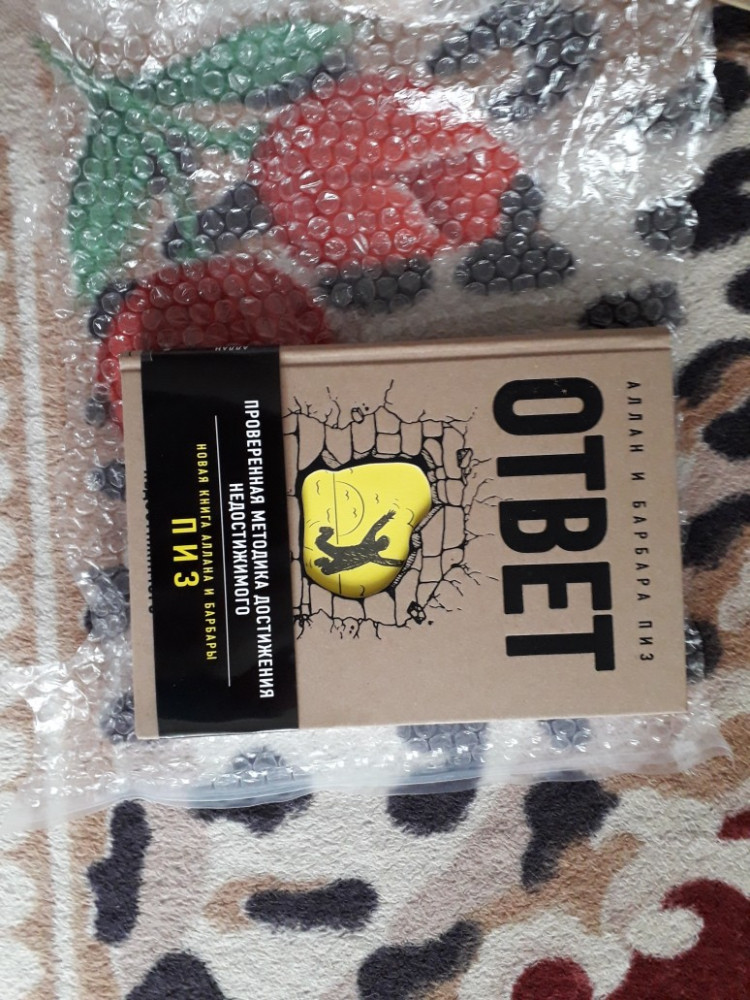 АЛЛАН И БАРБАРА ПИЗ
ОТВЕТ
ПРОВЕРЕННАЯ МЕТОДИКА ДОСТИЖЕНИЯ
НЕДОСТИЖИМОГО
НОВАЯ КНИГА АЛЛАНА И БАРБАРЫ
ПИЗ